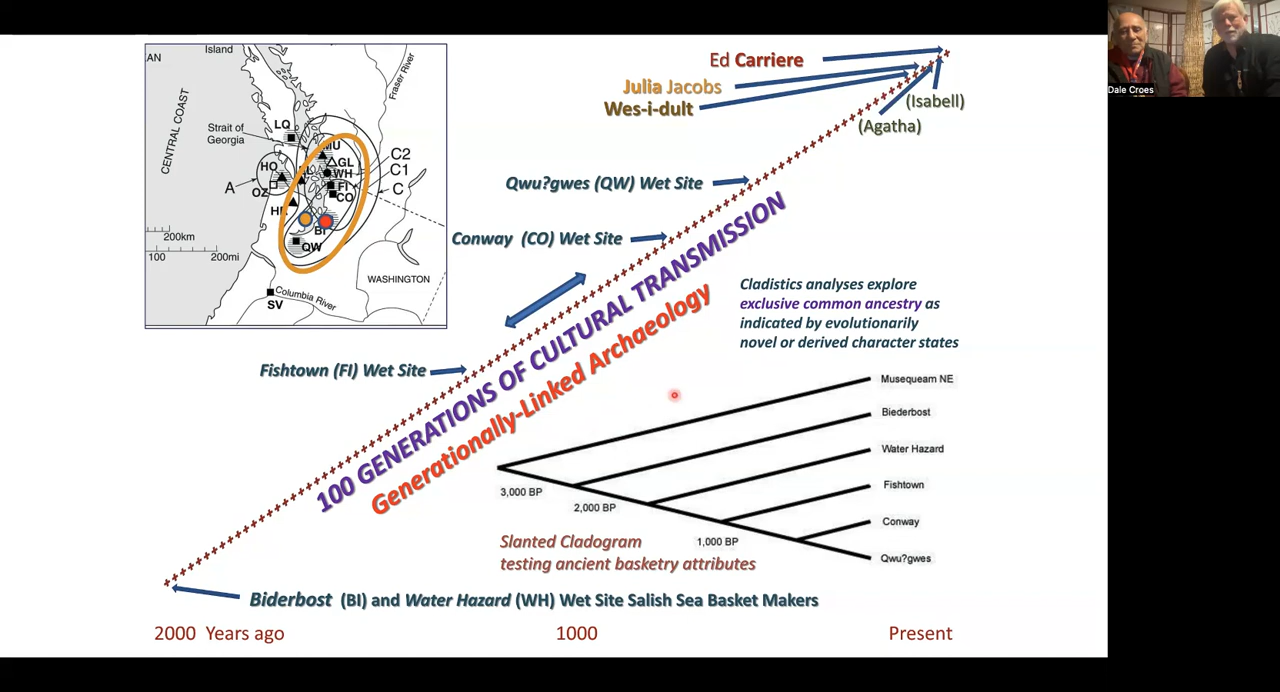 AN
Island
Fraser River
CENTRAL COAST
LQ
Strait of
Georgia
MU
GL
WH
FI
CO
C2
C1
C
HO
A
OZ
BI
QW
200km
100
200mi
WASHINGTON
Columbia River
SV
Ed Carriere
Julia Jacobs
Wes-i-dult
(Isabell)
(Agatha)
Qwu?gwes (QW) Wet Site
Conway (CO) Wet Site
Fishtown (FI) Wet Site
100 GENERATIONS OF CULTURAL TRANSMISSION
Generationally-Linked Archaeology
Cladistics analyses explore
exclusive common ancestry as
indicated by evolutionarily
novel or derived character states
Musequeam NE
Biederbost
Water Hazard
Fishtown
Conway
Qwu?gwes
3,000 BP
2,000 BP
1,000 BP
Slanted Cladogram
testing ancient basketry attributes
Biderbost (BI) and Water Hazard (WH) Wet Site Salish Sea Basket Makers
2000 Years ago
1000
Present
Dale Croes